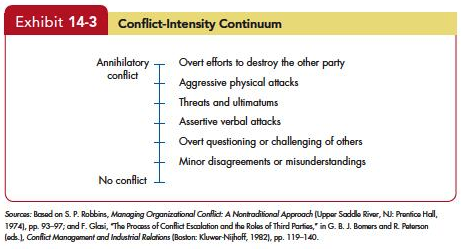 Exhibit 14-3 Conflict-Intensity Continuum
Annihilatory conflict
Overt efforts to destroy the other party
Aggressive physical attacks
Threats and ultimatums
Assertive verbal attacks
Overt questioning or challenging of others
Minor disagreements or misunderstandings
No conflict
Sources: Based on S. P. Robbins, Managing Organizational Conflict: A Nontraditional Approach (Upper Saddle River, NJ: Prentice Hall,
1974), pp. 93–97; and F. Glasi, “The Process of Conflict Escalation and the Roles of Third Parties,” in G. B. J. Bomers and R. Peterson
(eds.), Conflict Management and Industrial Relations (Boston: Kluwer-Nijhoff, 1982), pp. 119–140.